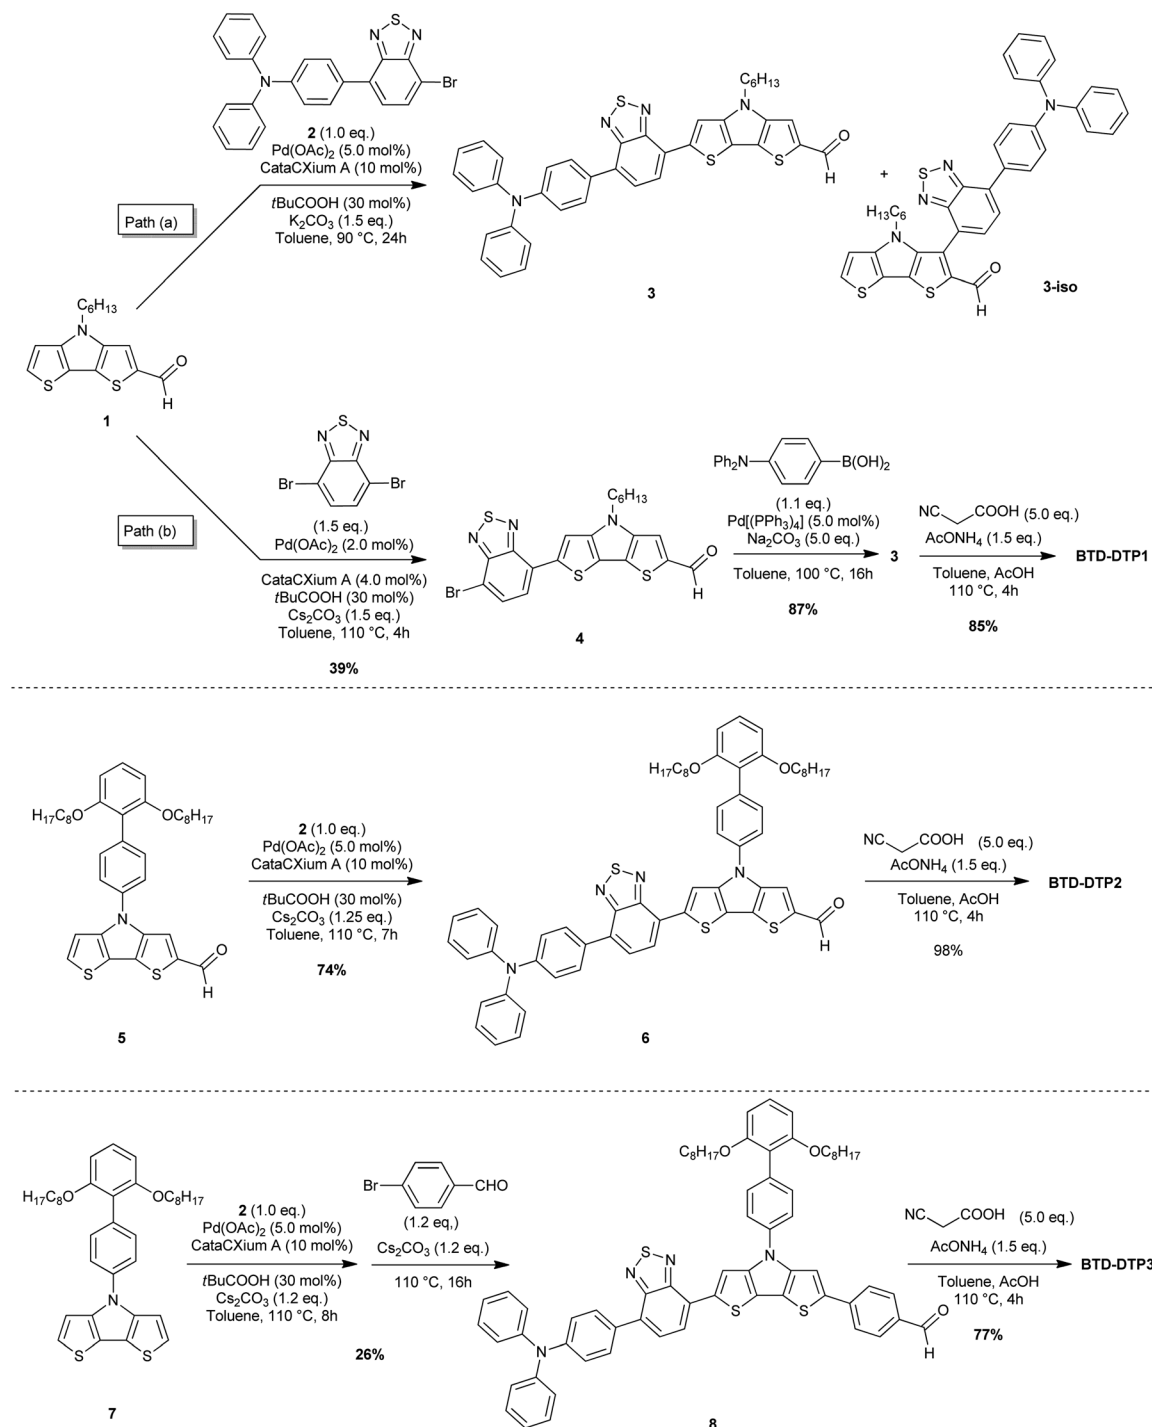 S
N N
N
Br
2 (1.0 eq.)
Pd(OAc)2 (5.0 mol%)
CataCXium A (10 mol%)
tBuCOOH (30 mol%)
K2CO3 (1.5 eq.)
Toluene, 90 °C, 24h
Path (a)
C6H13
N
S
N N
S S
O
H
N
3
+
N
N
S
N
H13C6
N
S S
O
H
3-iso
C6H13
N
S S
O
H
1
Path (b)
S
N N
Br Br
(1.5 eq.)
Pd(OAc)2 (2.0 mol%)
CataCXium A (4.0 mol%)
tBuCOOH (30 mol%)
Cs2CO3 (1.5 eq.)
Toluene, 110 °C, 4h
39%
C6H13
N
S
N N
S S
O
H
Br
4
Ph2N B(OH)2
(1.1 eq.)
Pd[(PPh3)4] (5.0 mol%)
Na2CO3 (5.0 eq.)
Toluene, 100 °C, 16h
87%
3
NC COOH (5.0 eq.)
AcONH4 (1.5 eq.)
Toluene, AcOH
110 °C, 4h
85%
BTD-DTP1
H17C8O OC8H17
N
S S
O
H
5
2 (1.0 eq.)
Pd(OAc)2 (5.0 mol%)
CataCXium A (10 mol%)
tBuCOOH (30 mol%)
Cs2CO3 (1.25 eq.)
Toluene, 110 °C, 7h
74%
H17C8O OC8H17
N
S
N N
S S
O
H
N
6
NC COOH (5.0 eq.)
AcONH4 (1.5 eq.)
Toluene, AcOH
110 °C, 4h
98%
BTD-DTP2
H17C8O OC8H17
N
S S
7
2 (1.0 eq.)
Pd(OAc)2 (5.0 mol%)
CataCXium A (10 mol%)
tBuCOOH (30 mol%)
Cs2CO3 (1.2 eq.)
Toluene, 110 °C, 8h
Br CHO
(1.2 eq,)
Cs2CO3 (1.2 eq.)
110 °C, 16h
26%
C8H17O OC8H17
N
S
N N
S S
O
H
N
8
NC COOH (5.0 eq.)
AcONH4 (1.5 eq.)
Toluene, AcOH
110 °C, 4h
77%
BTD-DTP3